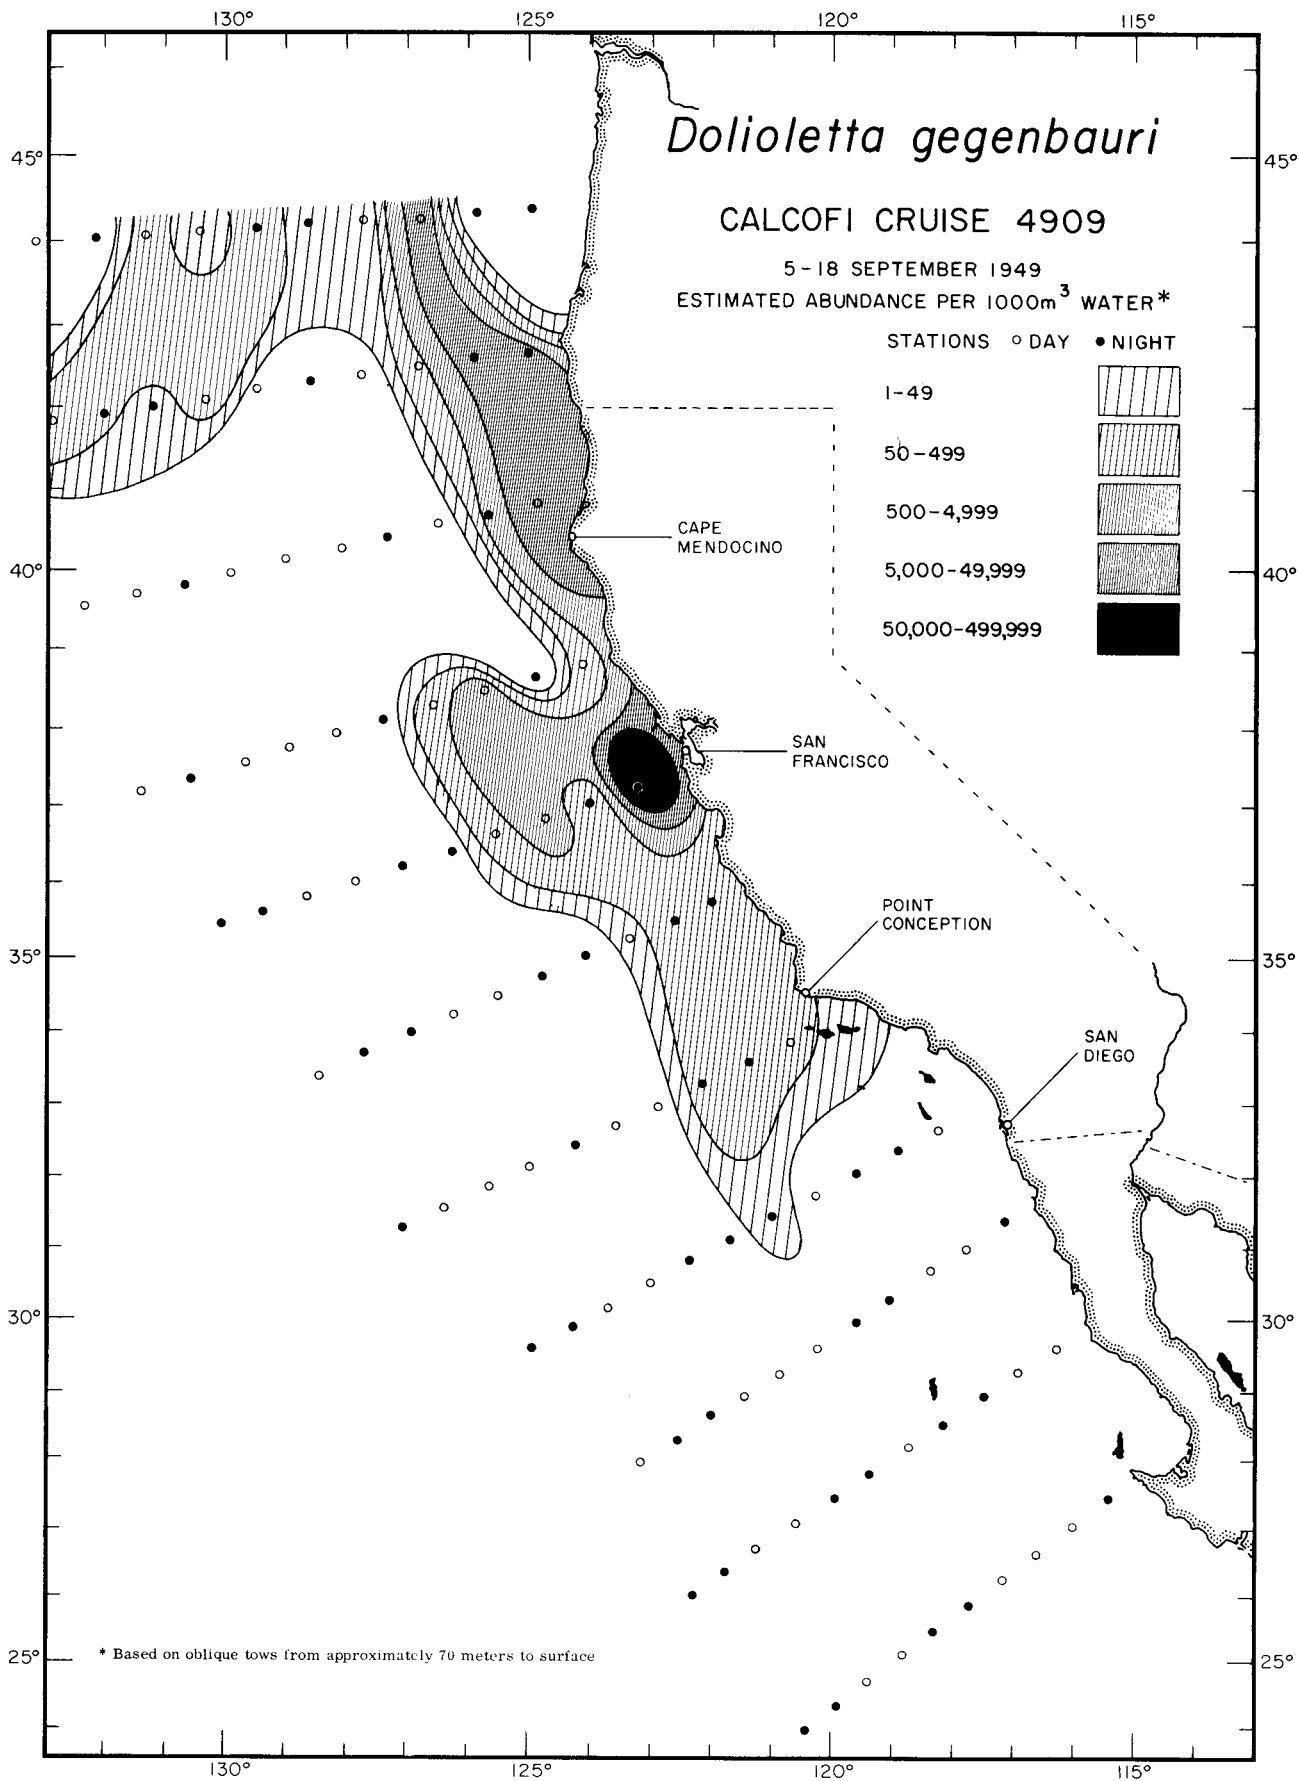 130° 125° 120° 115°
Dolioletta gegenbauri
45° 45°
CALCOFI CRUISE 4909
5-18 SEPTEMBER 1949
ESTIMATED ABUNDANCE PER 1000m³ WATER*
STATIONS ○ DAY ● NIGHT
1-49
50-499
500-4,999
5,000-49,999
50,000-499,999
CAPE
MENDOCINO
40° 40°
SAN
FRANCISCO
POINT
CONCEPTION
35° 35°
SAN
DIEGO
30° 30°
* Based on oblique tows from approximately 70 meters to surface
25° 25°
130° 125° 120° 115°